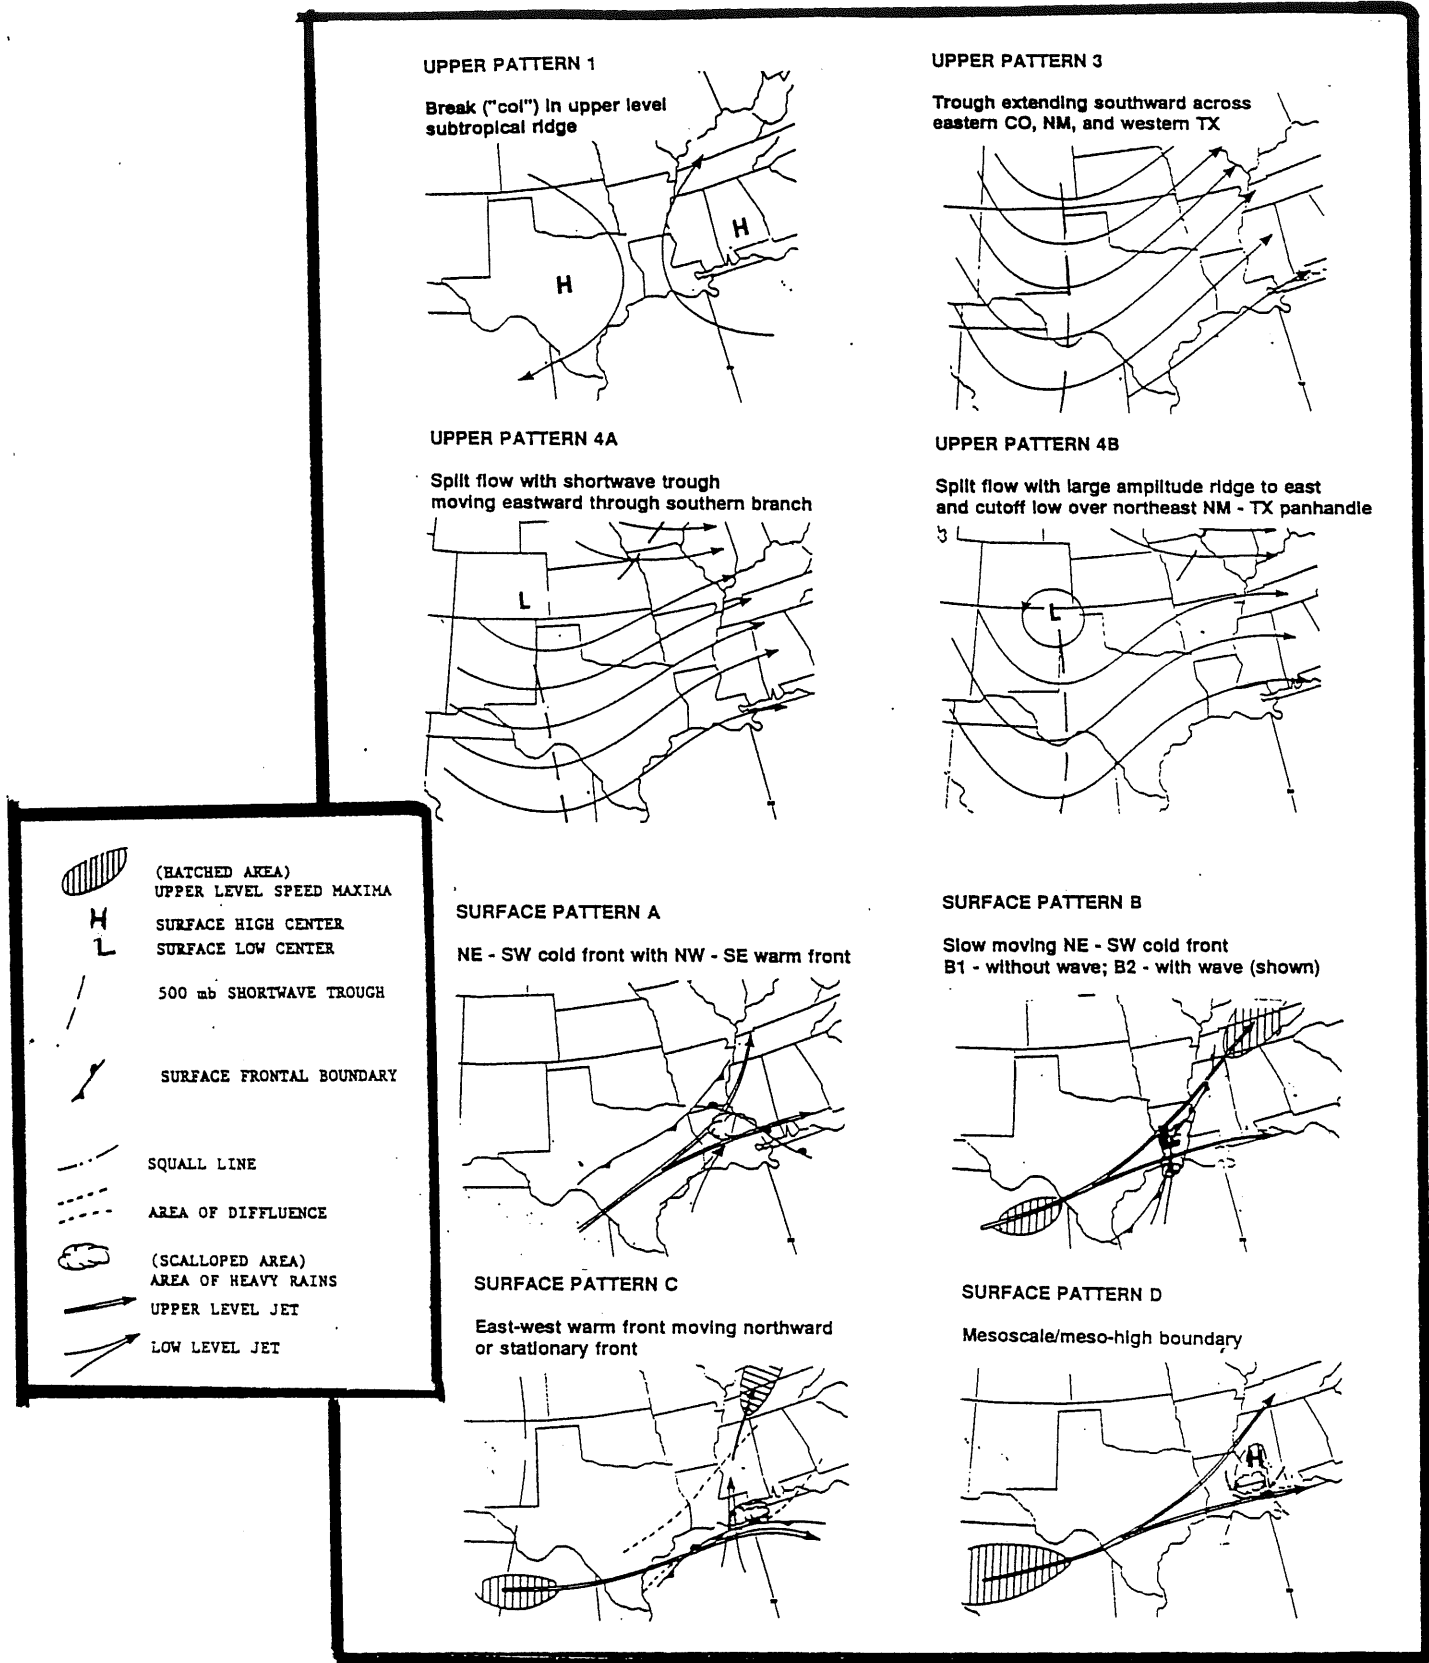 UPPER PATTERN 1
Break ("col") in upper level
subtropical ridge
H
H
UPPER PATTERN 3
Trough extending southward across
eastern CO, NM, and western TX
UPPER PATTERN 4A
Split flow with shortwave trough
moving eastward through southern branch
L
UPPER PATTERN 4B
Split flow with large amplitude ridge to east
and cutoff low over northeast NM - TX panhandle
L
(HATCHED AREA)
UPPER LEVEL SPEED MAXIMA
H SURFACE HIGH CENTER
L SURFACE LOW CENTER
500 mb SHORTWAVE TROUGH
SURFACE FRONTAL BOUNDARY
SQUALL LINE
AREA OF DIFFLUENCE
(SCALLOPED AREA)
AREA OF HEAVY RAINS
UPPER LEVEL JET
LOW LEVEL JET
SURFACE PATTERN A
NE - SW cold front with NW - SE warm front
SURFACE PATTERN B
Slow moving NE - SW cold front
B1 - without wave; B2 - with wave (shown)
SURFACE PATTERN C
East-west warm front moving northward
or stationary front
SURFACE PATTERN D
Mesoscale/meso-high boundary
H